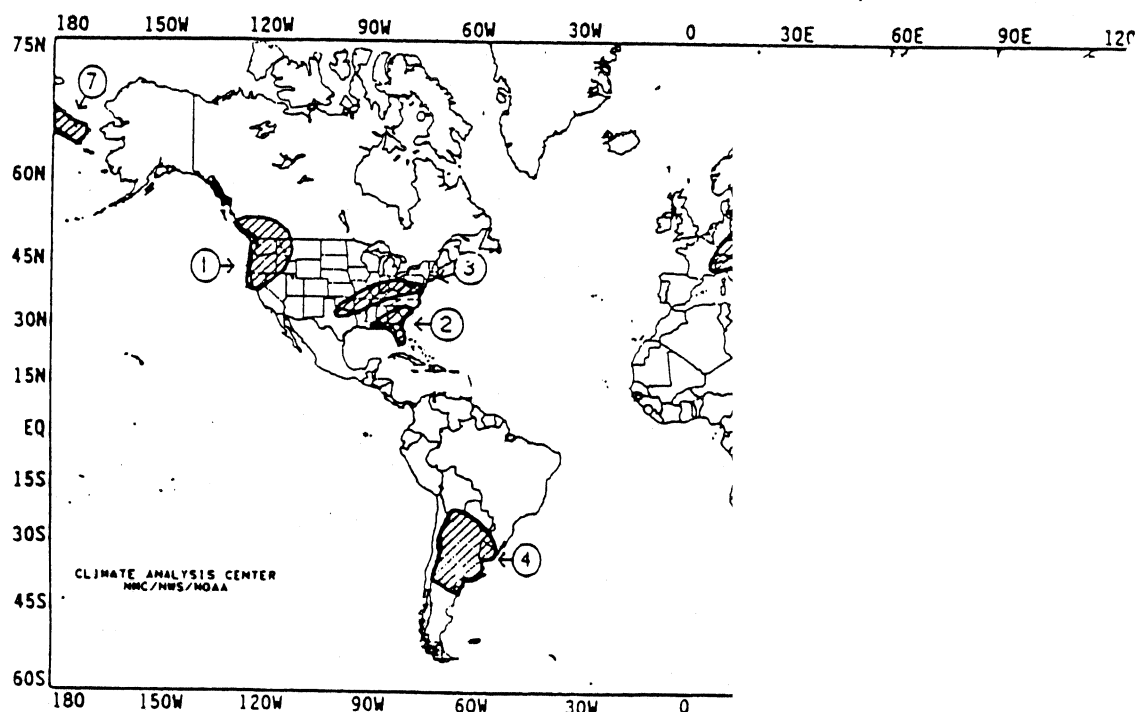 180 150W 120W 90W 60W 30W 0 30E 60E 90E
75N
7
60N
45N
1
3
30N
2
15N
EQ
15S
30S
4
CLIMATE ANALYSIS CENTER
NMC/NWS/NOAA
45S
60S
180 150W 120W 90W 60W 30W 0